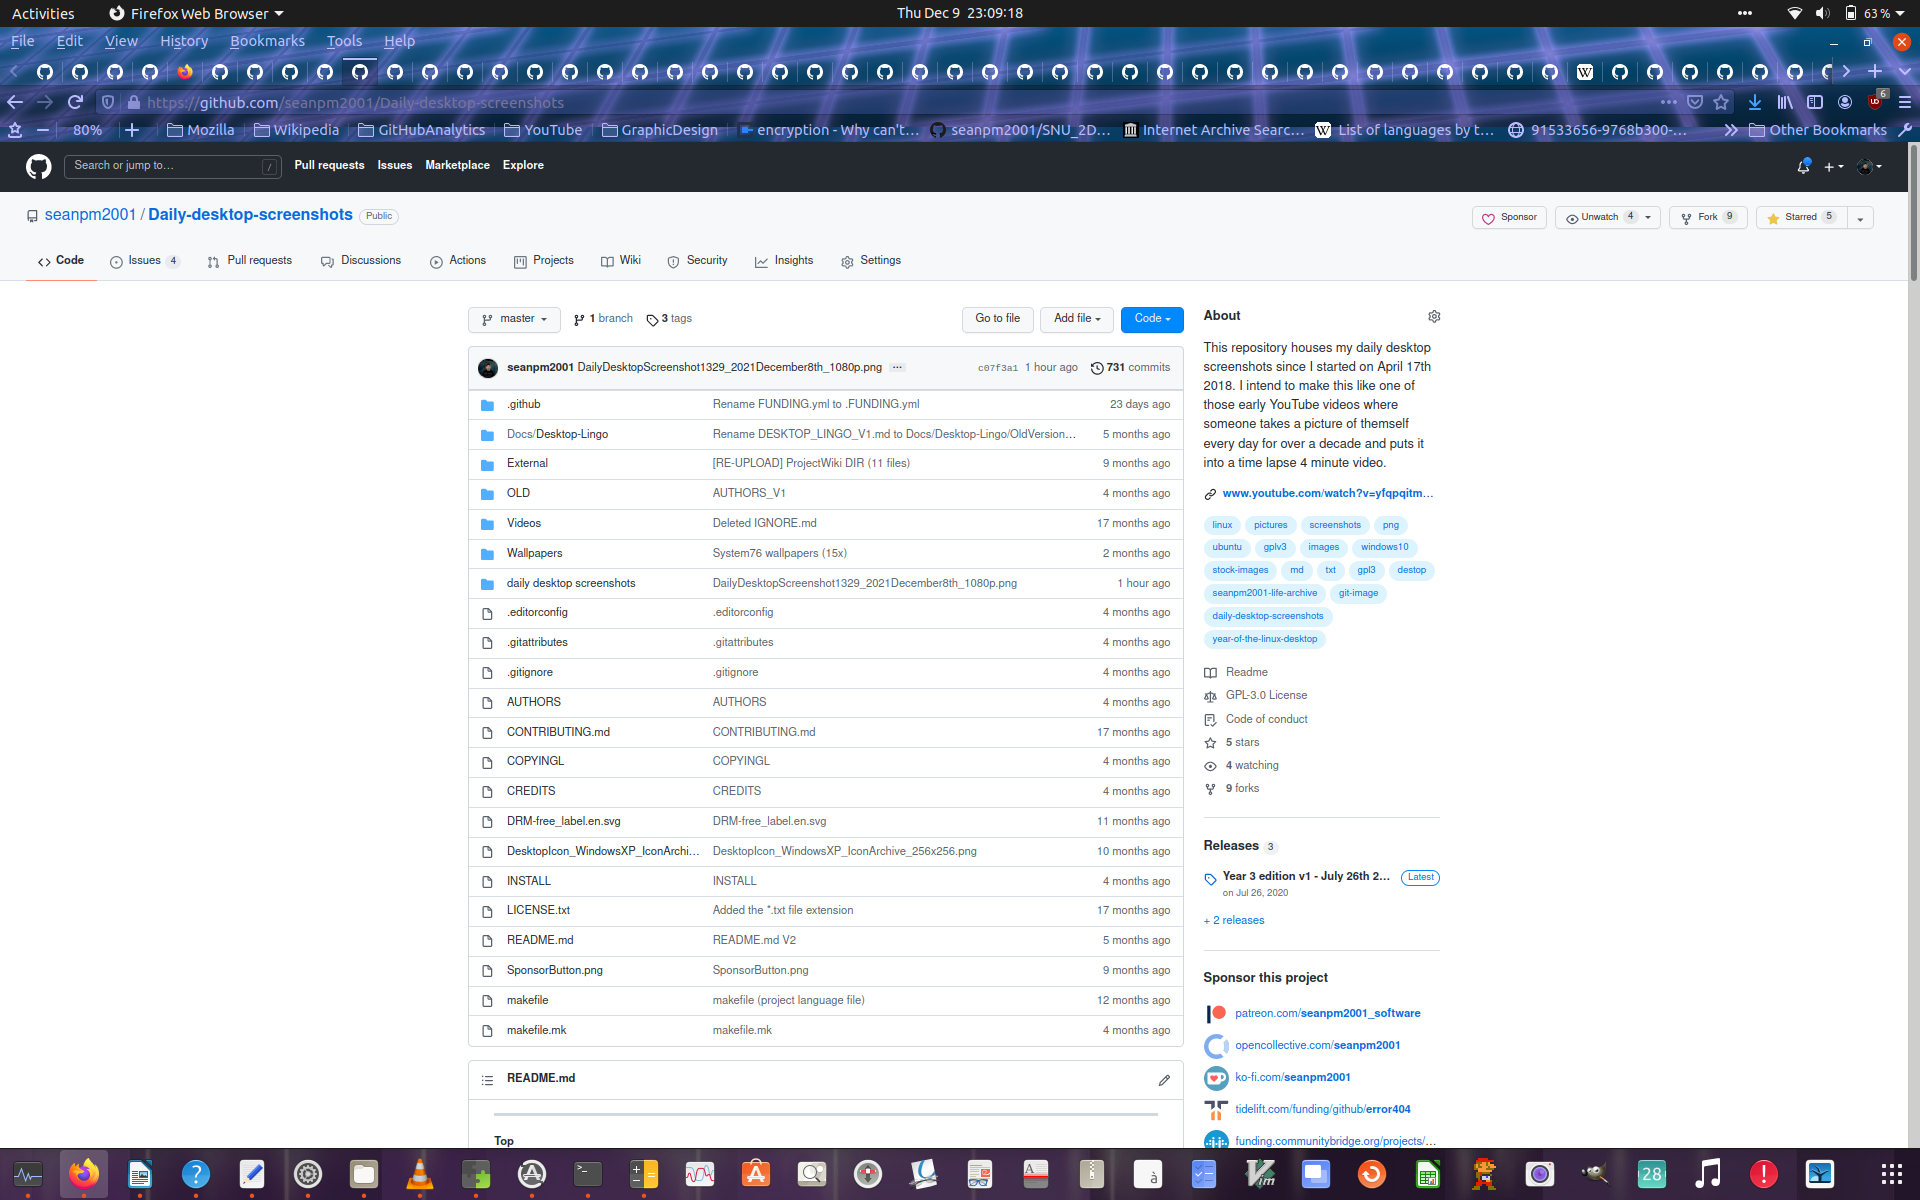 Activities Firefox Web Browser Thu Dec 9 23:09:18 63 %
File Edit View History Bookmarks Tools Help
https://github.com/seanpm2001/Daily-desktop-screenshots 6
80% Mozilla Wikipedia GitHubAnalytics YouTube GraphicDesign encryption - Why can't… seanpm2001/SNU_2D… Internet Archive Searc… List of languages by t… 91533656-9768b300-… Other Bookmarks
Search or jump to… / Pull requests Issues Marketplace Explore
seanpm2001 / Daily-desktop-screenshots Public Sponsor Unwatch 4 Fork 9 Starred 5
Code Issues 4 Pull requests Discussions Actions Projects Wiki Security Insights Settings
master 1 branch 3 tags Go to file Add file Code
seanpm2001 DailyDesktopScreenshot1329_2021December8th_1080p.png ··· c07f3a1 1 hour ago 731 commits
.github Rename FUNDING.yml to .FUNDING.yml 23 days ago
Docs/Desktop-Lingo Rename DESKTOP_LINGO_V1.md to Docs/Desktop-Lingo/OldVersion… 5 months ago
External [RE-UPLOAD] ProjectWiki DIR (11 files) 9 months ago
OLD AUTHORS_V1 4 months ago
Videos Deleted IGNORE.md 17 months ago
Wallpapers System76 wallpapers (15x) 2 months ago
daily desktop screenshots DailyDesktopScreenshot1329_2021December8th_1080p.png 1 hour ago
.editorconfig .editorconfig 4 months ago
.gitattributes .gitattributes 4 months ago
.gitignore .gitignore 4 months ago
AUTHORS AUTHORS 4 months ago
CONTRIBUTING.md CONTRIBUTING.md 17 months ago
COPYINGL COPYINGL 4 months ago
CREDITS CREDITS 4 months ago
DRM-free_label.en.svg DRM-free_label.en.svg 11 months ago
DesktopIcon_WindowsXP_IconArchi… DesktopIcon_WindowsXP_IconArchive_256x256.png 10 months ago
INSTALL INSTALL 4 months ago
LICENSE.txt Added the *.txt file extension 17 months ago
README.md README.md V2 5 months ago
SponsorButton.png SponsorButton.png 9 months ago
makefile makefile (project language file) 12 months ago
makefile.mk makefile.mk 4 months ago
README.md
Top
About
This repository houses my daily desktop
screenshots since I started on April 17th
2018. I intend to make this like one of
those early YouTube videos where
someone takes a picture of themself
every day for over a decade and puts it
into a time lapse 4 minute video.
www.youtube.com/watch?v=yfqpqitm…
linux pictures screenshots png
ubuntu gplv3 images windows10
stock-images md txt gpl3 destop
seanpm2001-life-archive git-image
daily-desktop-screenshots
year-of-the-linux-desktop
Readme
GPL-3.0 License
Code of conduct
5 stars
4 watching
9 forks
Releases 3
Year 3 edition v1 - July 26th 2… Latest
on Jul 26, 2020
+ 2 releases
Sponsor this project
patreon.com/seanpm2001_software
opencollective.com/seanpm2001
ko-fi.com/seanpm2001
tidelift.com/funding/github/error404
funding.communitybridge.org/projects/…
28